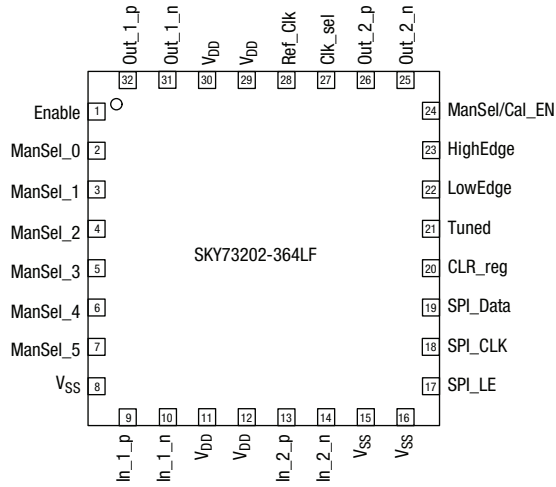 Out_1_p
Out_1_n
VDD
VDD
Ref_Clk
Clk_sel
Out_2_p
Out_2_n
32
31
30
29
28
27
26
25
Enable
1
ManSel_0
2
ManSel_1
3
ManSel_2
4
ManSel_3
5
ManSel_4
6
ManSel_5
7
VSS
8
SKY73202-364LF
24
ManSel/Cal_EN
23
HighEdge
22
LowEdge
21
Tuned
20
CLR_reg
19
SPI_Data
18
SPI_CLK
17
SPI_LE
9
10
11
12
13
14
15
16
In_1_p
In_1_n
VDD
VDD
In_2_p
In_2_n
VSS
VSS